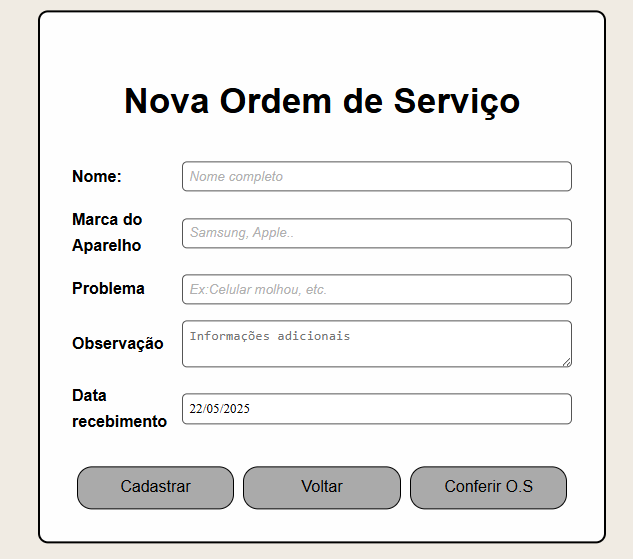 Nova Ordem de Serviço
Nome:
Nome completo
Marca do
Aparelho
Samsung, Apple..
Problema
Ex:Celular molhou, etc.
Observação
Informações adicionais
Data
recebimento
22/05/2025
Cadastrar
Voltar
Conferir O.S